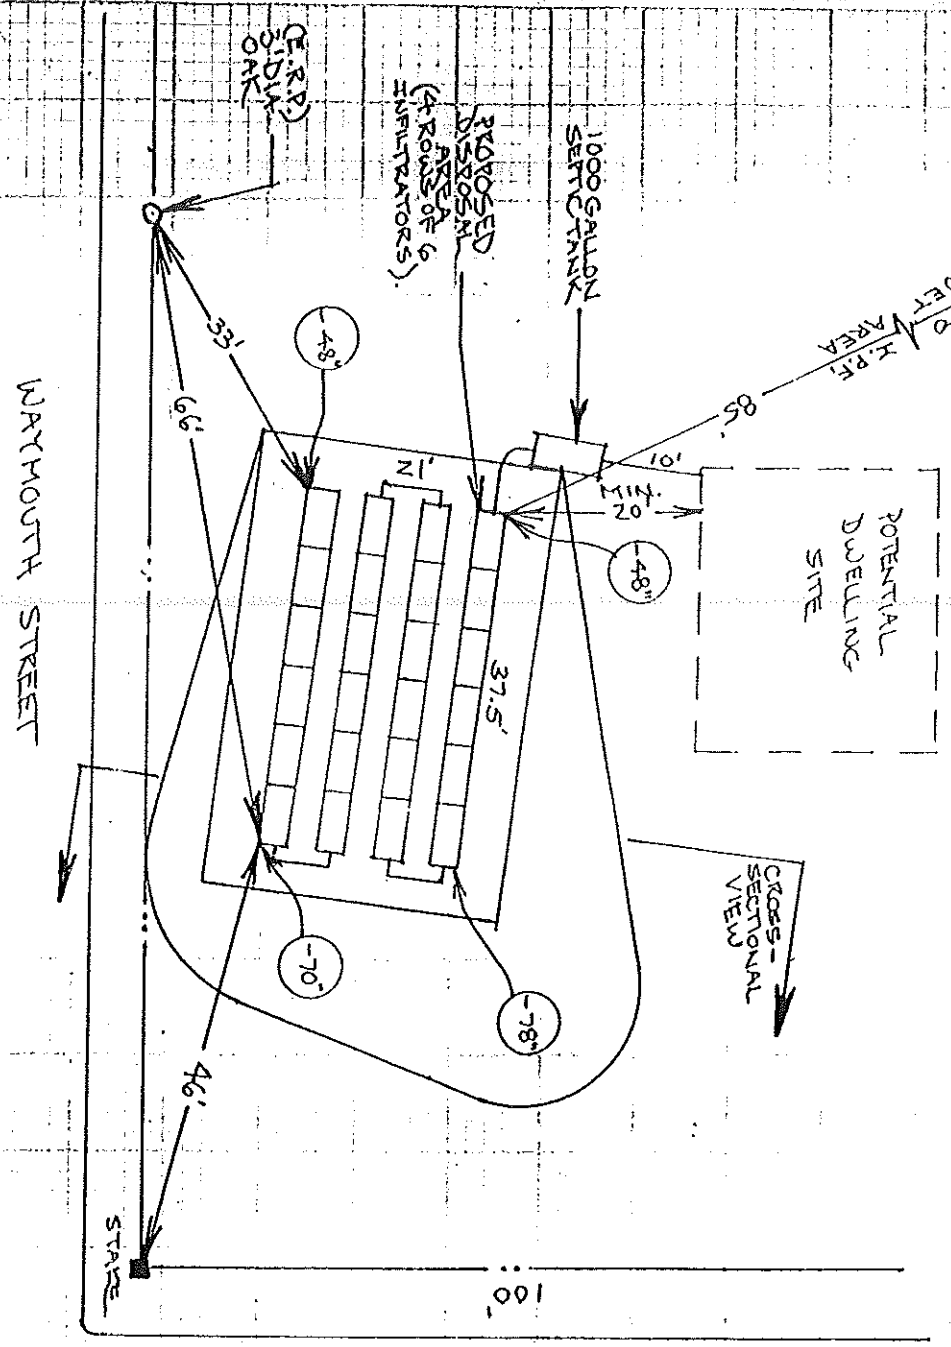 (E.R.P.)
3" DIA.
OAK
PROPOSED
DISPOSAL
AREA
(4 ROWS OF 6
INFILTRATORS).
1000 GALLON
SEPTIC TANK
H.P.F.
AREA
85'
10'
MIN.
20'
POTENTIAL
DWELLING
SITE
33'
66'
-48"
-48"
37.5'
-70"
-78"
46'
CROSS-
SECTIONAL
VIEW
WAYMOUTH STREET
STAKE
100'